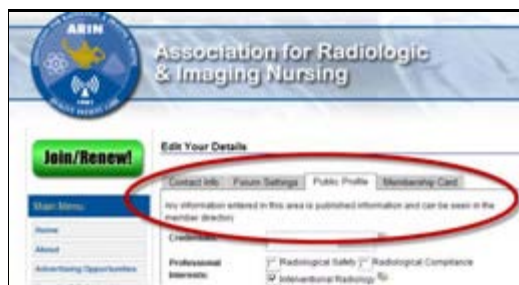 ARIN
Association for Radiologic
& Imaging Nursing
Join/Renew!
Edit Your Details
Contact Info Forum Settings Public Profile Membership Card
Any information entered in this area is published information and can be seen in the
member directory
Main Menu
Home
About
Advertising Opportunities
Credentials:
Professional
Interests:
Radiological Safety Radiological Compliance
Interventional Radiology